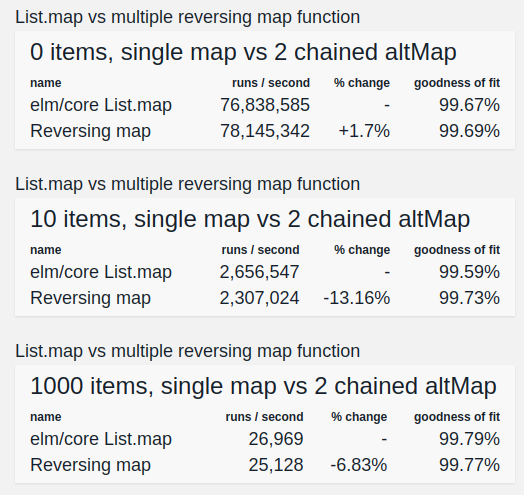 List.map vs multiple reversing map function
0 items, single map vs 2 chained altMap
name runs / second % change goodness of fit
elm/core List.map 76,838,585 - 99.67%
Reversing map 78,145,342 +1.7% 99.69%
List.map vs multiple reversing map function
10 items, single map vs 2 chained altMap
name runs / second % change goodness of fit
elm/core List.map 2,656,547 - 99.59%
Reversing map 2,307,024 -13.16% 99.73%
List.map vs multiple reversing map function
1000 items, single map vs 2 chained altMap
name runs / second % change goodness of fit
elm/core List.map 26,969 - 99.79%
Reversing map 25,128 -6.83% 99.77%